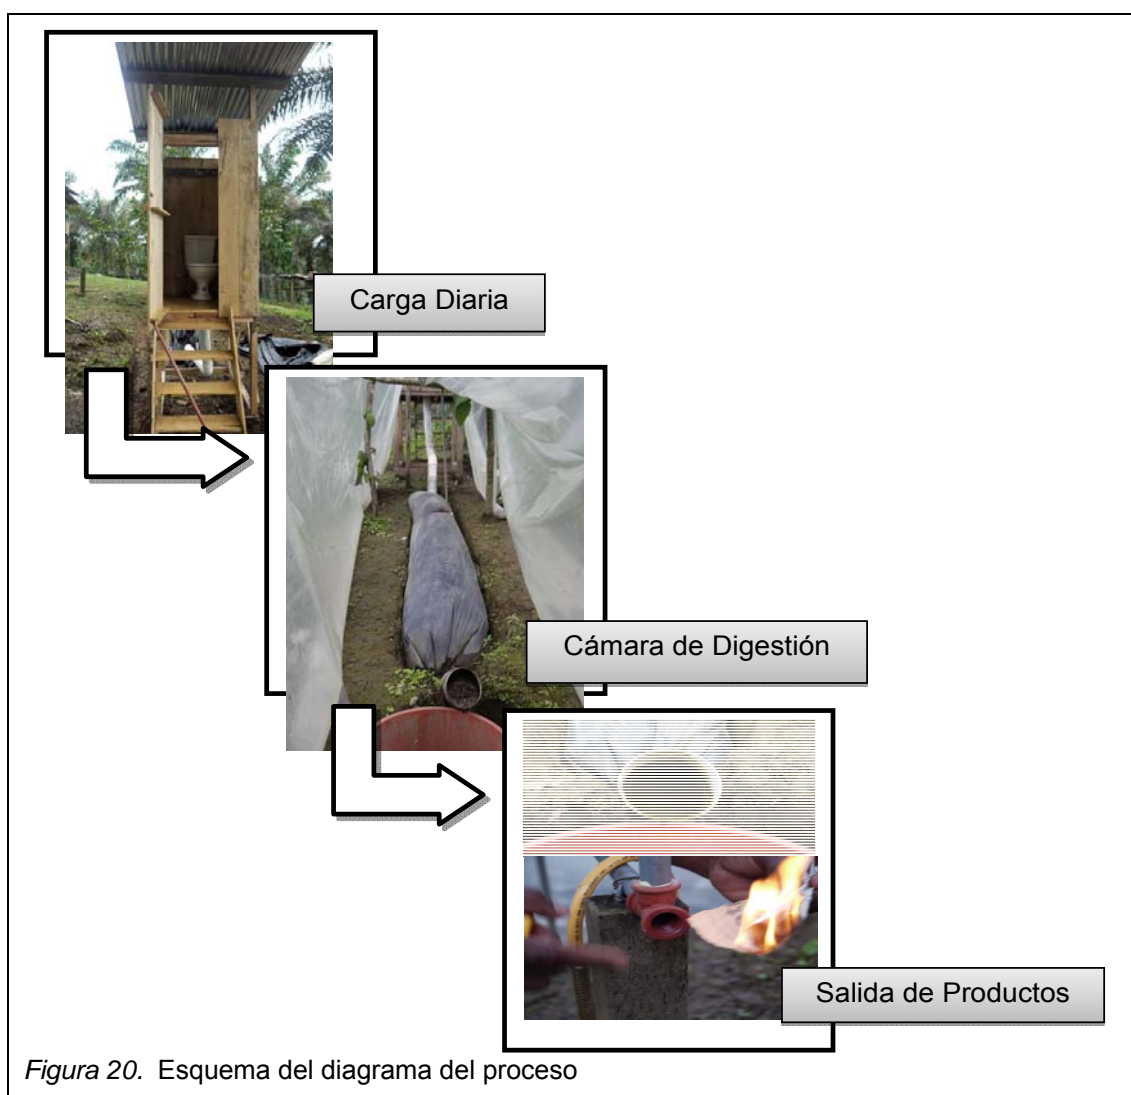 Carga Diaria
Cámara de Digestión
Salida de Productos
Figura 20. Esquema del diagrama del proceso